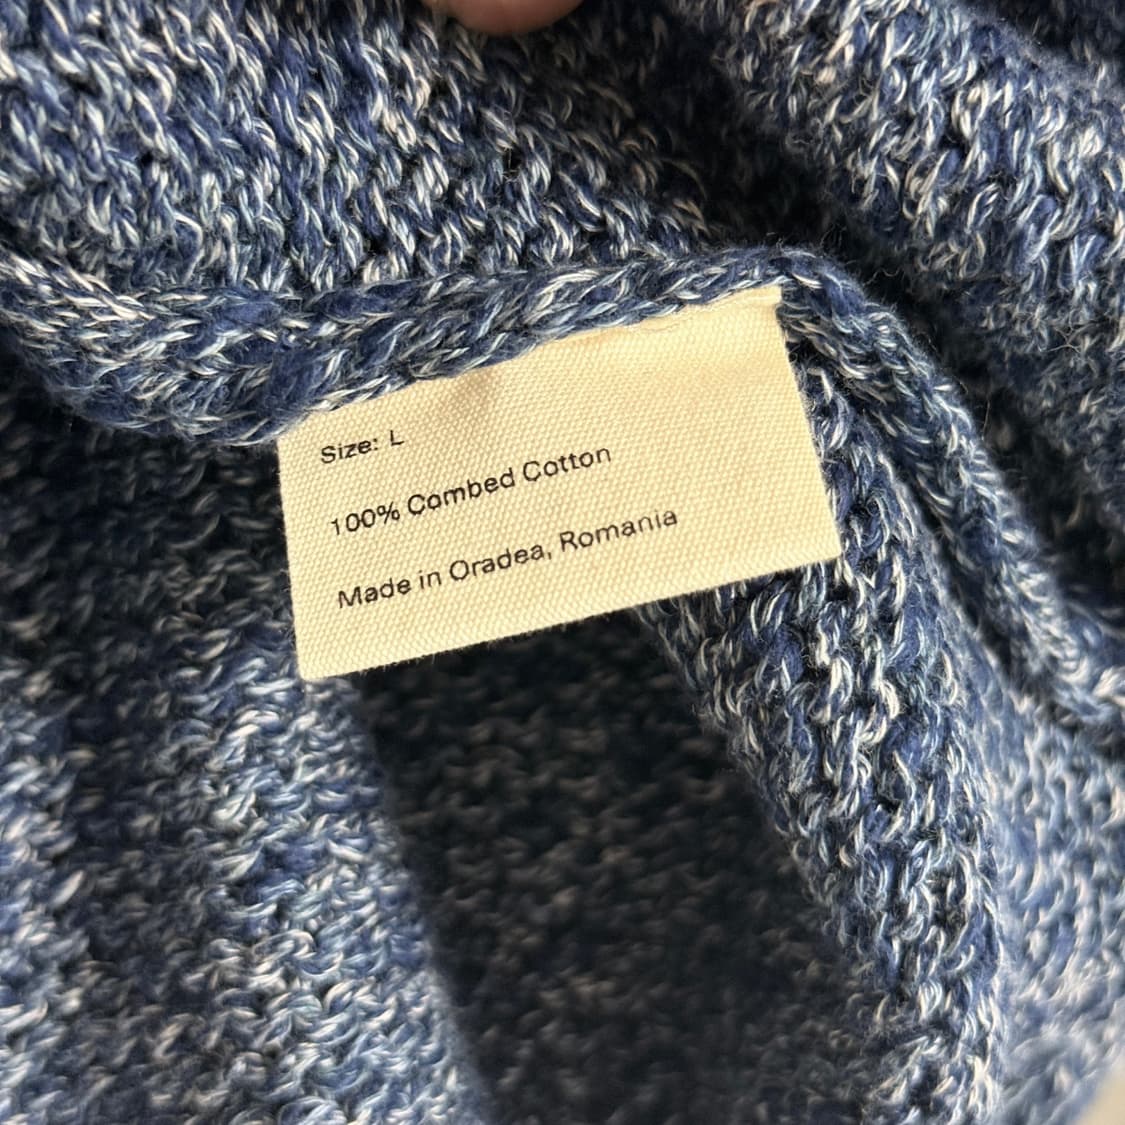 Size: L
100% Combed Cotton
Made in Oradea, Romania